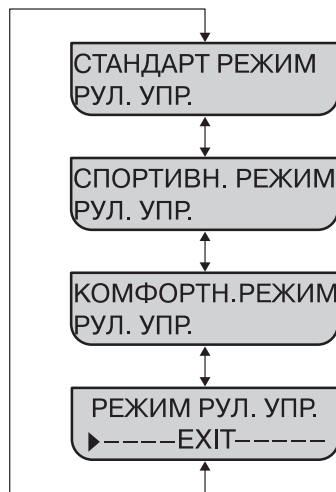 СТАНДАРТ РЕЖИМ
РУЛ. УПР.
СПОРТИВН. РЕЖИМ
РУЛ. УПР.
КОМФОРТН.РЕЖИМ
РУЛ. УПР.
РЕЖИМ РУЛ. УПР.
▶----EXIT-----